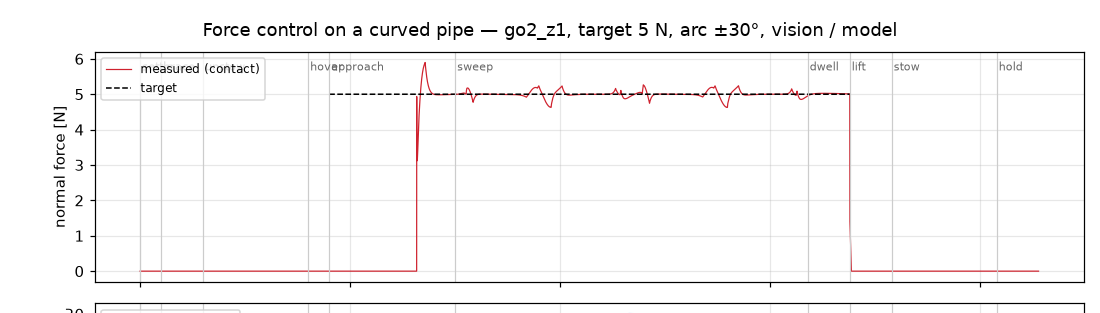 Force control on a curved pipe — go2_z1, target 5 N, arc ±30°, vision / model
normal force [N]
6
5
4
3
2
1
0
measured (contact)
target
hover
approach
sweep
dwell
lift
stow
hold